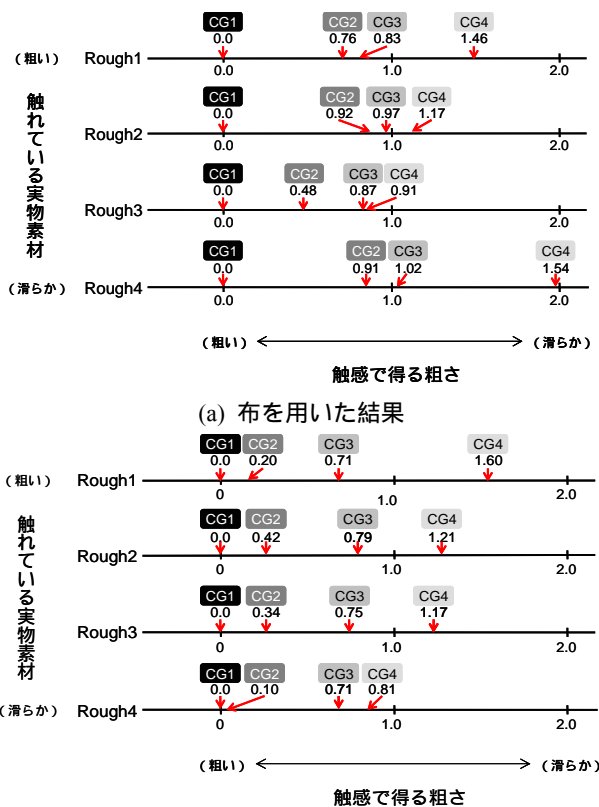 CG1 CG2 CG3 CG4
0.0 0.76 0.83 1.46
(粗い) Rough1
0.0 1.0 2.0
CG1 CG2 CG3 CG4
0.0 0.92 0.97 1.17
Rough2
0.0 1.0 2.0
触れている実物素材
CG1 CG2 CG3 CG4
0.0 0.48 0.87 0.91
Rough3
0.0 1.0 2.0
CG1 CG2 CG3 CG4
0.0 0.91 1.02 1.54
(滑らか) Rough4
0.0 1.0 2.0
(粗い) (滑らか)
触感で得る粗さ
(a) 布を用いた結果
CG1 CG2 CG3 CG4
0.0 0.20 0.71 1.60
(粗い) Rough1
0 1.0 2.0
CG1 CG2 CG3 CG4
0.0 0.42 0.79 1.21
Rough2
0 1.0 2.0
触れている実物素材
CG1 CG2 CG3 CG4
0.0 0.34 0.75 1.17
Rough3
0 1.0 2.0
CG1 CG2 CG3 CG4
0.0 0.10 0.71 0.81
(滑らか) Rough4
0 1.0 2.0
(粗い) (滑らか)
触感で得る粗さ